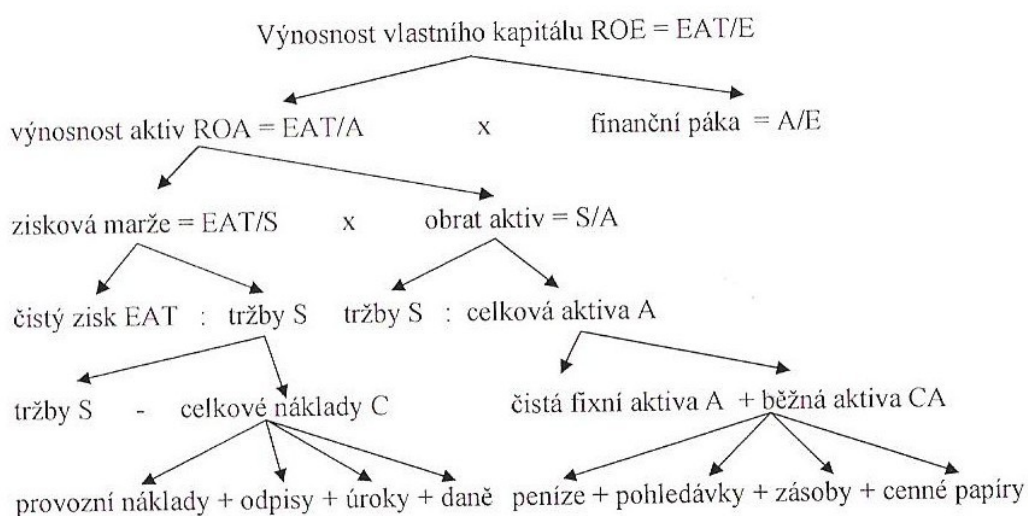 Výnosnost vlastního kapitálu ROE = EAT/E
výnosnost aktiv ROA = EAT/A x finanční páka = A/E
zisková marže = EAT/S x obrat aktiv = S/A
čistý zisk EAT : tržby S tržby S : celková aktiva A
tržby S - celkové náklady C čistá fixní aktiva A + běžná aktiva CA
provozní náklady + odpisy + úroky + daně peníze + pohledávky + zásoby + cenné papíry